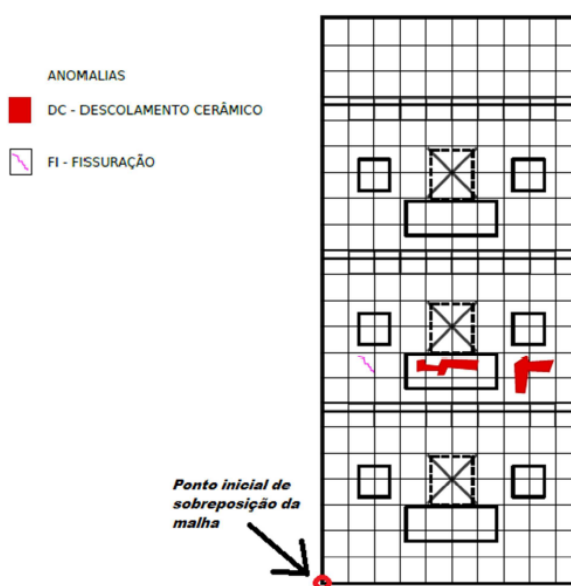 ANOMALIAS
DC - DESCOLAMENTO CERÂMICO
FI - FISSURAÇÃO
Ponto inicial de
sobreposição da
malha